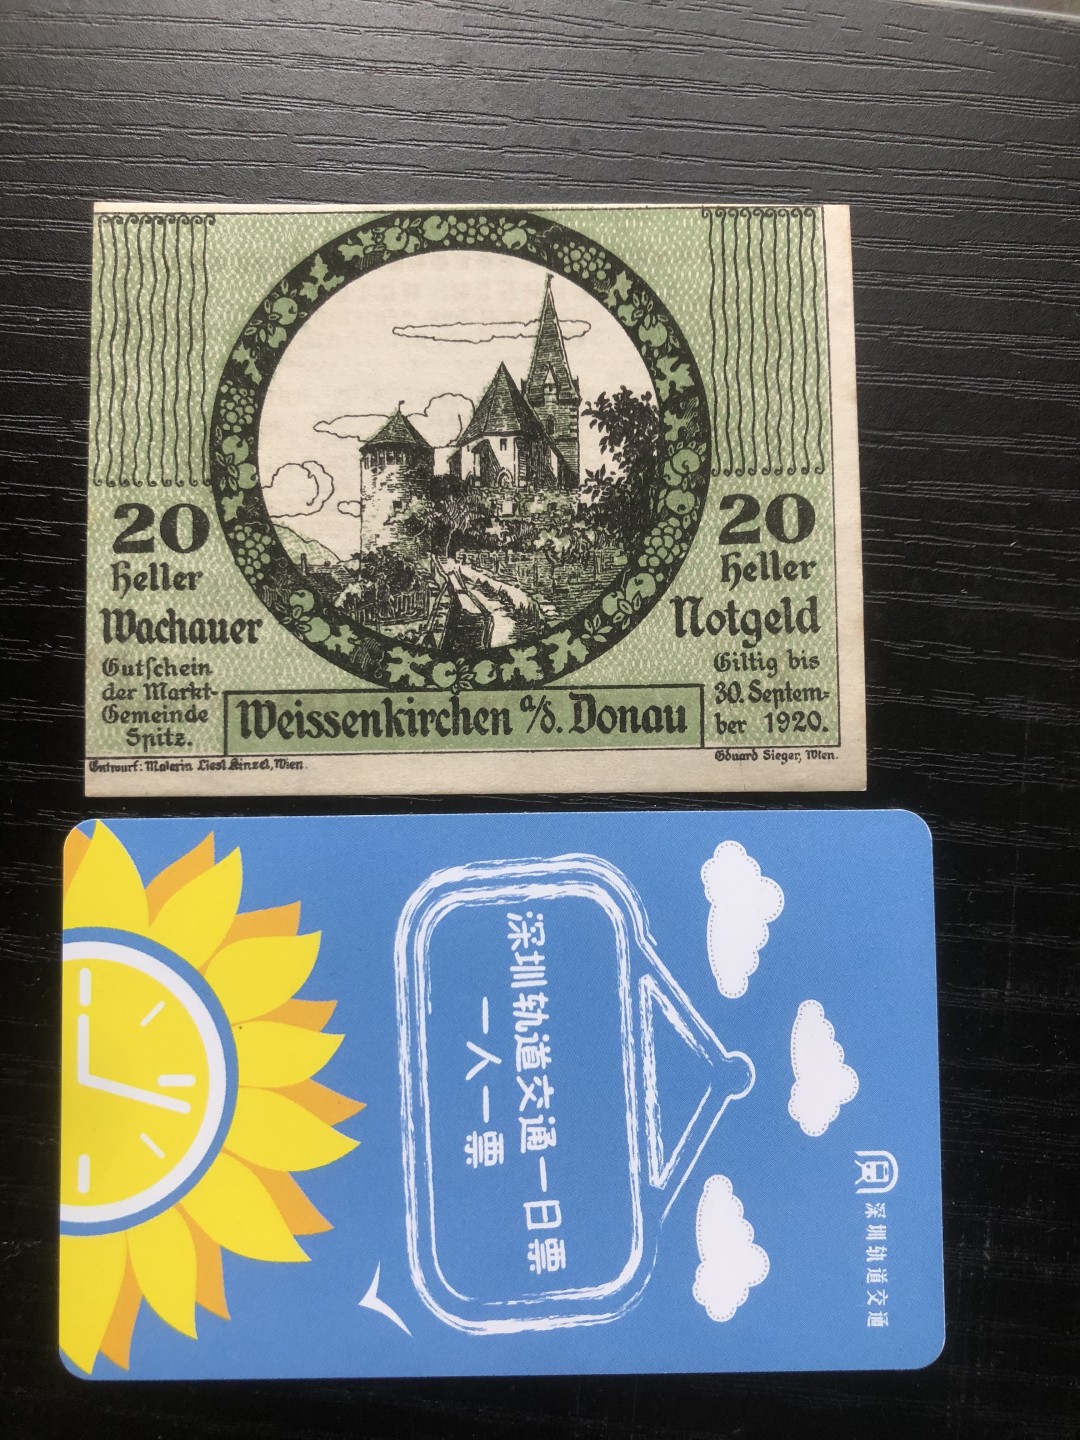 20
Heller
Wachauer
Gutschein
der Markt-
Gemeinde
Spitz.
20
Heller
Notgeld
Giltig bis
30. Septem=
ber 1920.
Weissenkirchen a/d. Donau
Entwurf: Malerin Liesl Kinzel, Wien.
Eduard Sieger, Wien.
深圳轨道交通
深圳轨道交通一日票
一人一票